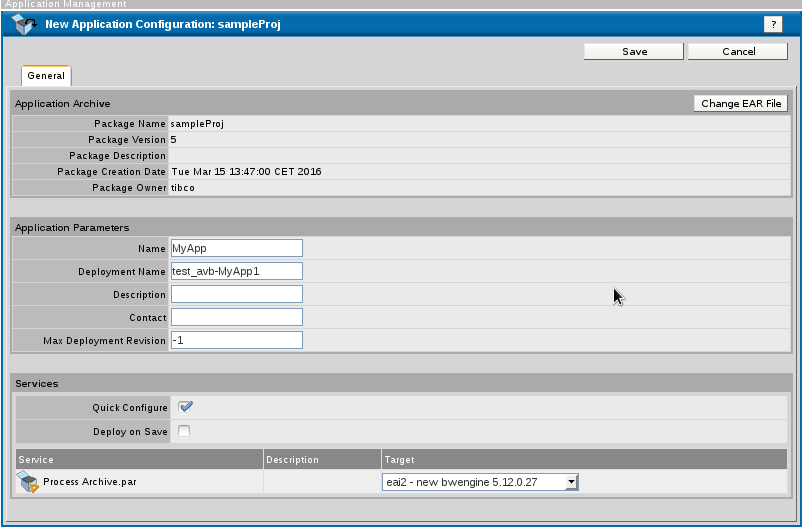 Application Management
New Application Configuration: sampleProj
?
Save Cancel
General
Application Archive Change EAR File
Package Name sampleProj
Package Version 5
Package Description
Package Creation Date Tue Mar 15 13:47:00 CET 2016
Package Owner tibco
Application Parameters
Name MyApp
Deployment Name test_avb-MyApp1
Description
Contact
Max Deployment Revision -1
Services
Quick Configure
Deploy on Save
Service Description Target
Process Archive.par eai2 - new bwengine 5.12.0.27